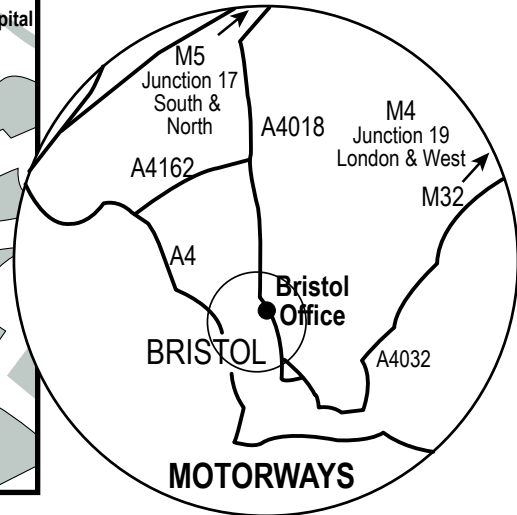 pital
M5
Junction 17
South &
North
A4018
M4
Junction 19
London & West
A4162
M32
A4
Bristol
Office
BRISTOL
A4032
MOTORWAYS